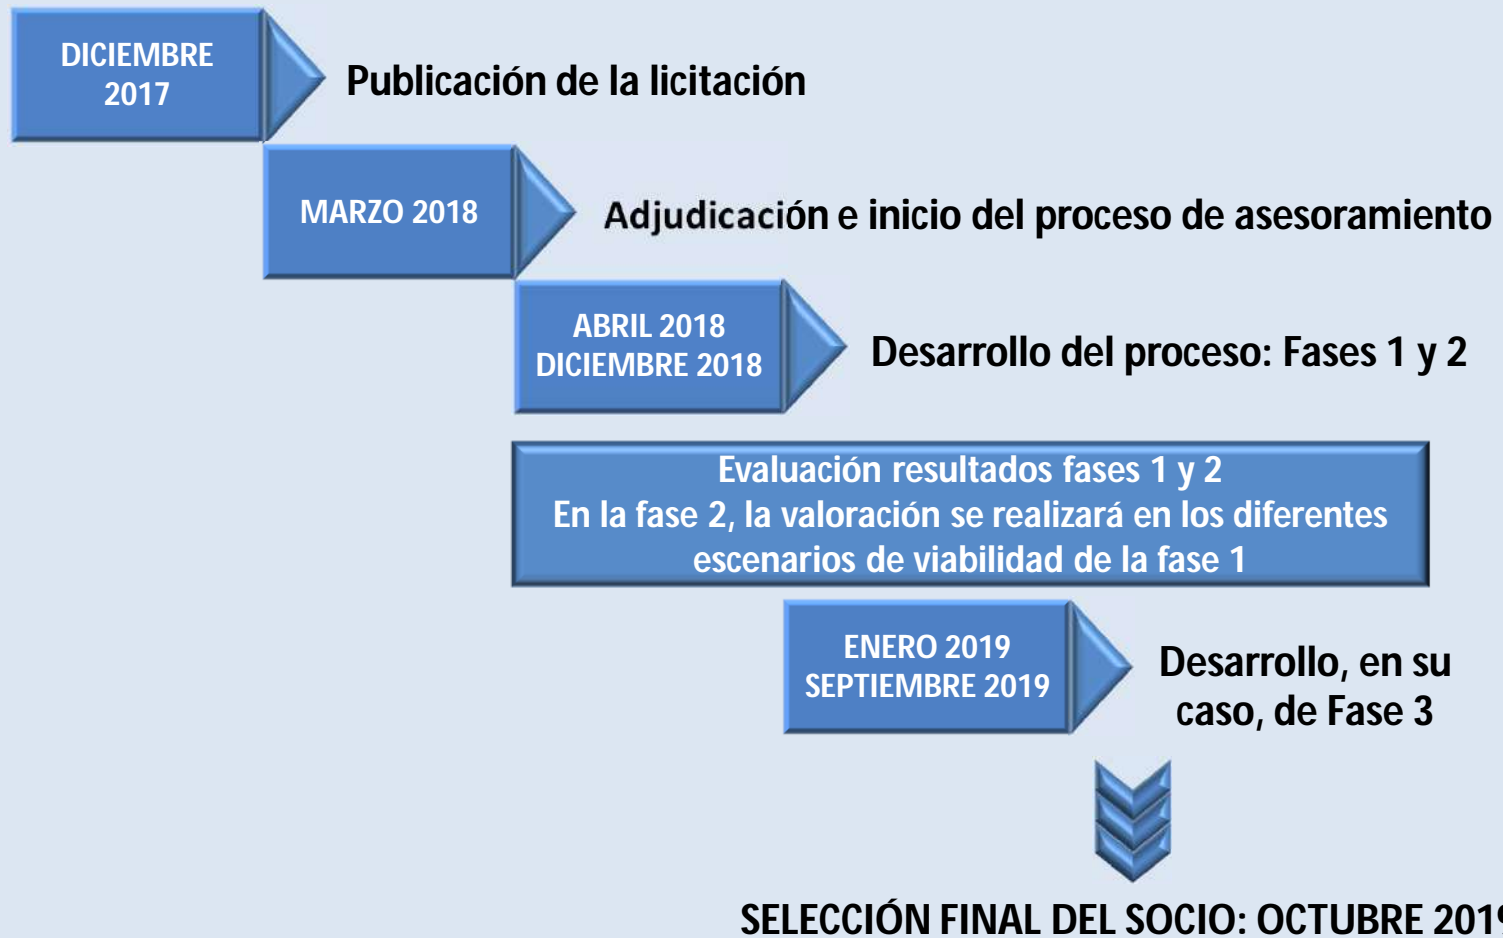 DICIEMBRE
2017
Publicación de la licitación
MARZO 2018
Adjudicación e inicio del proceso de asesoramiento
ABRIL 2018
DICIEMBRE 2018
Desarrollo del proceso: Fases 1 y 2
Evaluación resultados fases 1 y 2
En la fase 2, la valoración se realizará en los diferentes
escenarios de viabilidad de la fase 1
ENERO 2019
SEPTIEMBRE 2019
Desarrollo, en su
caso, de Fase 3
SELECCIÓN FINAL DEL SOCIO: OCTUBRE 2019